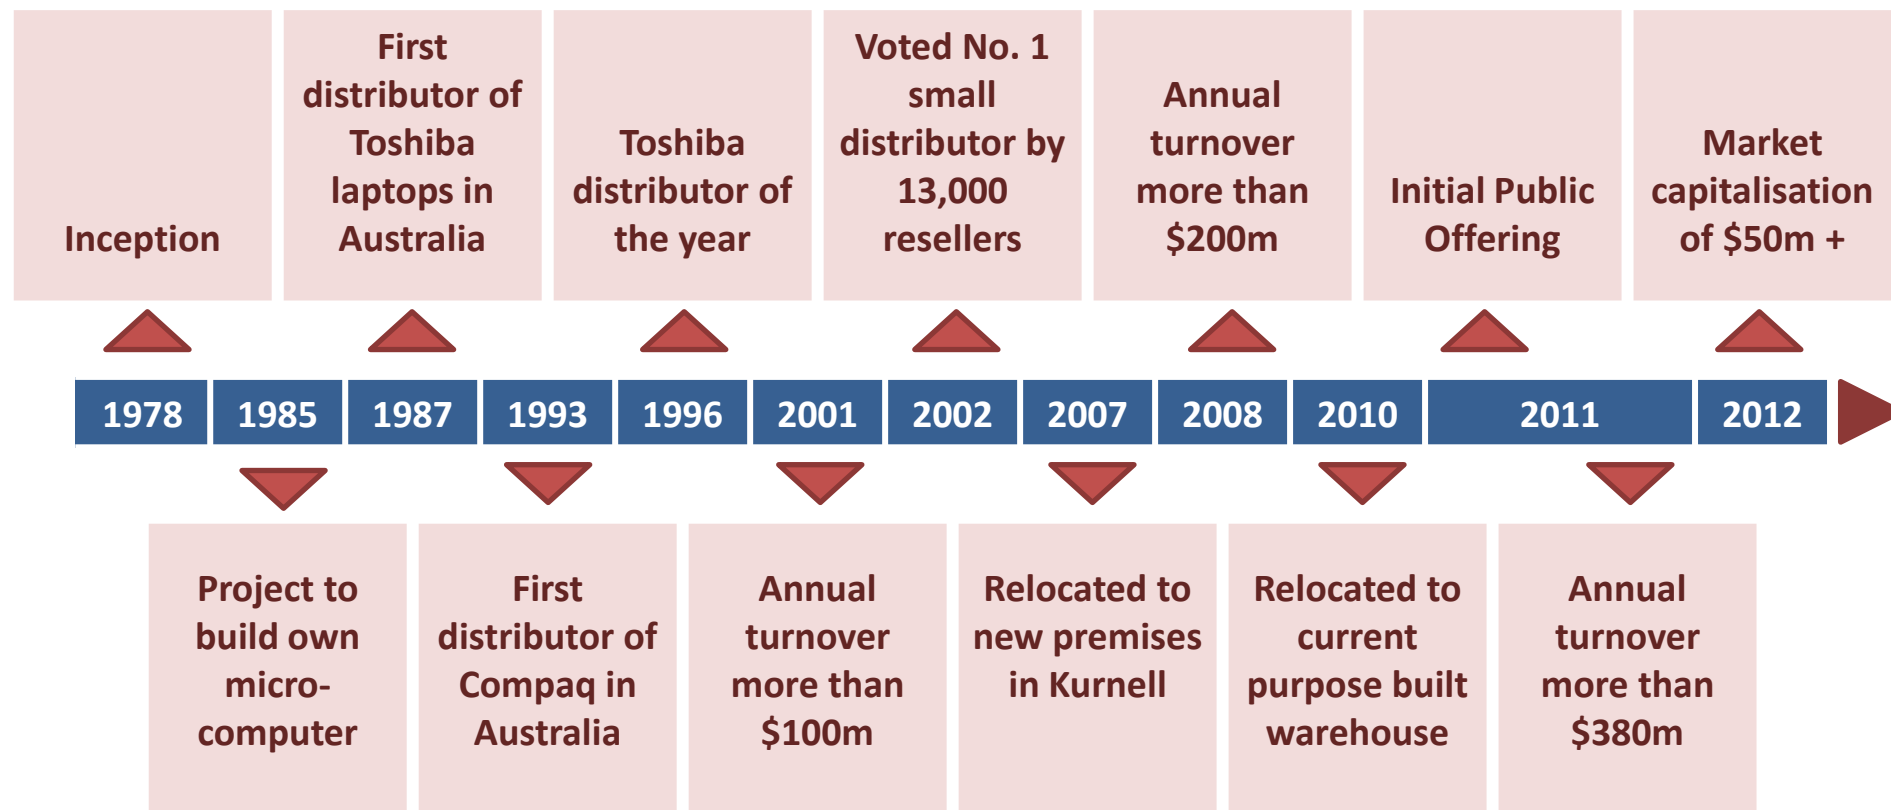 Inception
First
distributor of
Toshiba
laptops in
Australia
Toshiba
distributor of
the year
Voted No. 1
small
distributor by
13,000
resellers
Annual
turnover
more than
$200m
Initial Public
Offering
Market
capitalisation
of $50m +
1978 1985 1987 1993 1996 2001 2002 2007 2008 2010 2011 2012
Project to
build own
micro-
computer
First
distributor of
Compaq in
Australia
Annual
turnover
more than
$100m
Relocated to
new premises
in Kurnell
Relocated to
current
purpose built
warehouse
Annual
turnover
more than
$380m